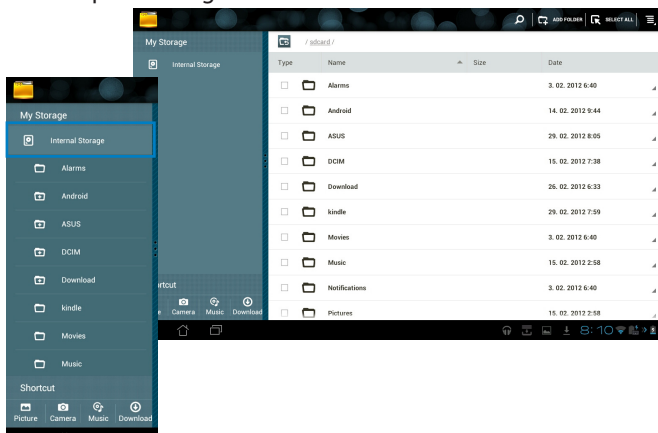 ADD FOLDER SELECT ALL
My Storage
Internal Storage
/ sdcard /
Type Name Size Date
Alarms 3. 02. 2012 6:40
Android 14. 02. 2012 9:44
ASUS 29. 02. 2012 8:05
DCIM 15. 02. 2012 7:38
Download 26. 02. 2012 6:33
kindle 29. 02. 2012 7:59
Movies 3. 02. 2012 6:40
Music 15. 02. 2012 2:58
Notifications 3. 02. 2012 6:40
Pictures 15. 02. 2012 2:58
rtcut
e Camera Music Download
8:10
My Storage
Internal Storage
Alarms
Android
ASUS
DCIM
Download
kindle
Movies
Music
Shortcut
Picture Camera Music Download